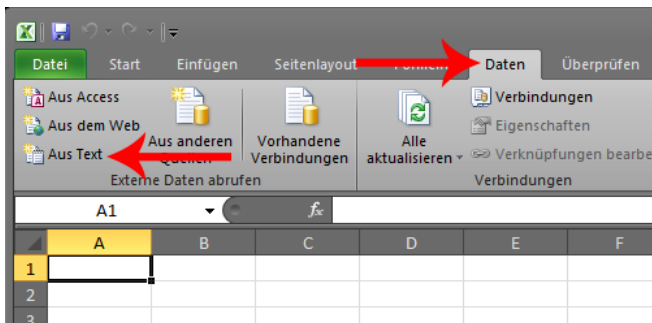 Datei Start Einfügen Seitenlayout Daten Überprüfen
Aus Access
Aus dem Web
Aus Text
Aus anderen
Vorhandene
Verbindungen
Alle
aktualisieren
Verbindungen
Eigenschaften
Verknüpfungen bearbe
Externe Daten abrufen
Verbindungen
A1 fx
A B C D E F
1
2
3